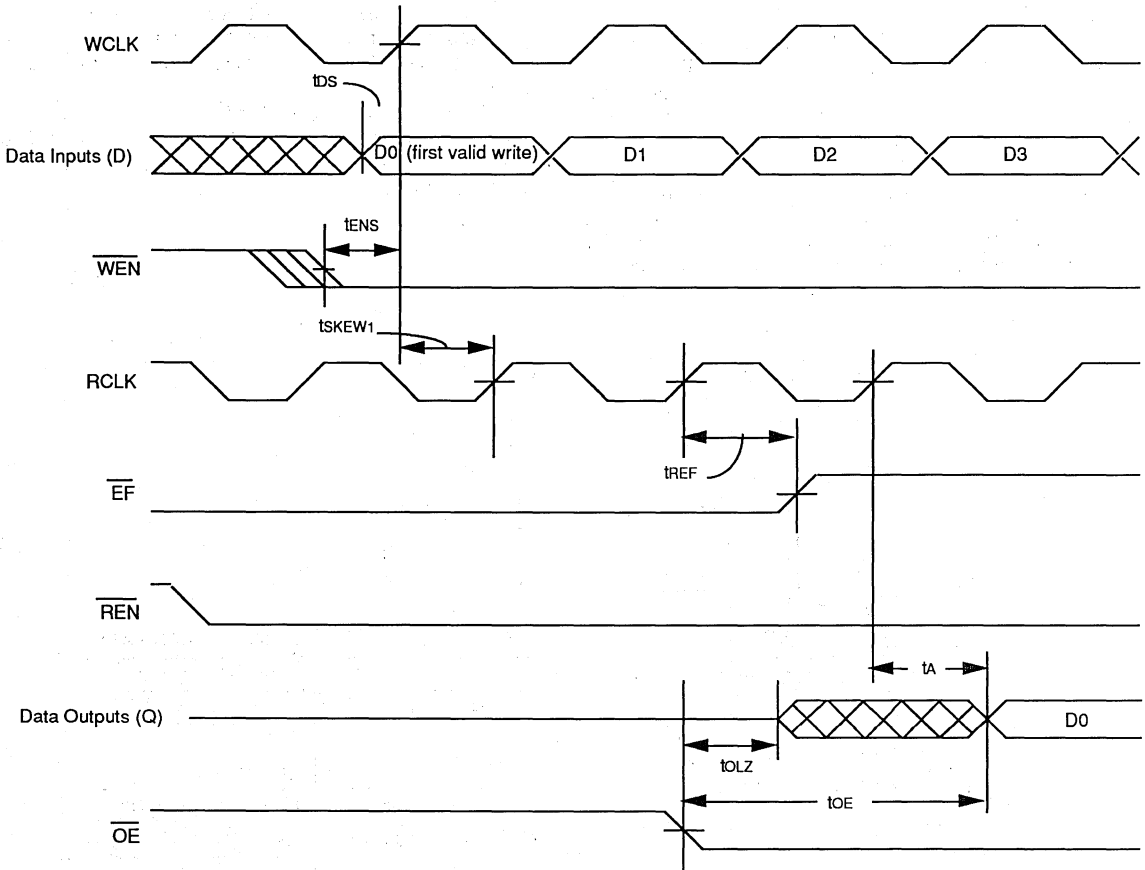 WCLK
tDS
Data Inputs (D)
D0 (first valid write)
D1
D2
D3
tENS
WEN
tSKEW1
RCLK
tREF
EF
REN
tA
Data Outputs (Q)
D0
tOLZ
tOE
OE